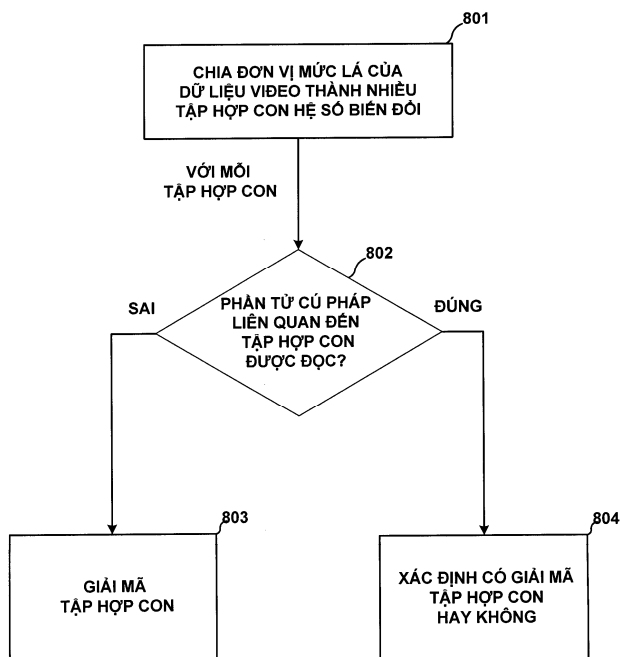 801
CHIA ĐƠN VỊ MỨC LÁ CỦA
DỮ LIỆU VIĐEO THÀNH NHIỀU
TẬP HỢP CON HỆ SỐ BIẾN ĐỔI
VỚI MỖI
TẬP HỢP CON
802
SAI
PHẦN TỬ CÚ PHÁP
LIÊN QUAN ĐẾN
TẬP HỢP CON
ĐƯỢC ĐỌC?
ĐÚNG
803
GIẢI MÃ
TẬP HỢP CON
804
XÁC ĐỊNH CÓ GIẢI MÃ
TẬP HỢP CON
HAY KHÔNG